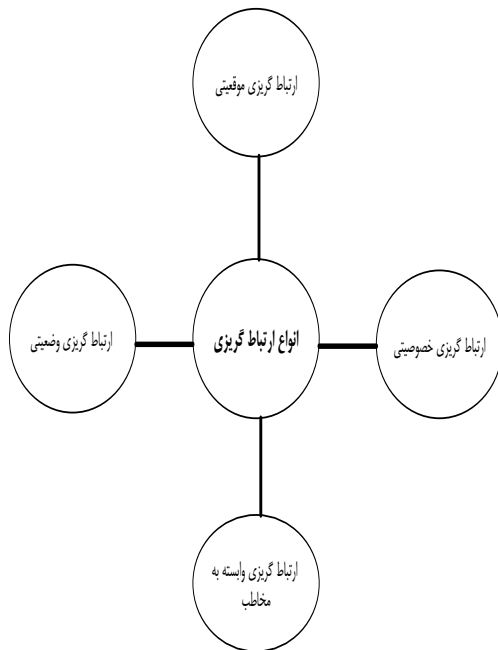 ارتباط گریزی موقعیتی
ارتباط گریزی خصوصیتی
انواع ارتباط گریزی
ارتباط گریزی وضعیتی
ارتباط گریزی وابسته به
مخاطب